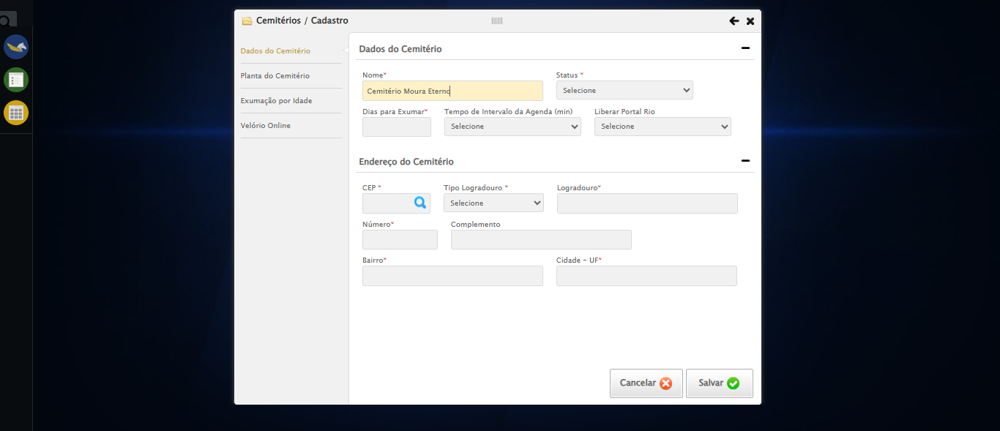 Cemitérios / Cadastro
Dados do Cemitério
Planta do Cemitério
Exumação por Idade
Velório Online
Dados do Cemitério
Nome* Status *
Cemitério Moura Eterno Selecione
Dias para Exumar* Tempo de Intervalo da Agenda (min) Liberar Portal Rio
Selecione Selecione
Endereço do Cemitério
CEP * Tipo Logradouro * Logradouro*
Selecione
Número* Complemento
Bairro* Cidade - UF*
Cancelar Salvar